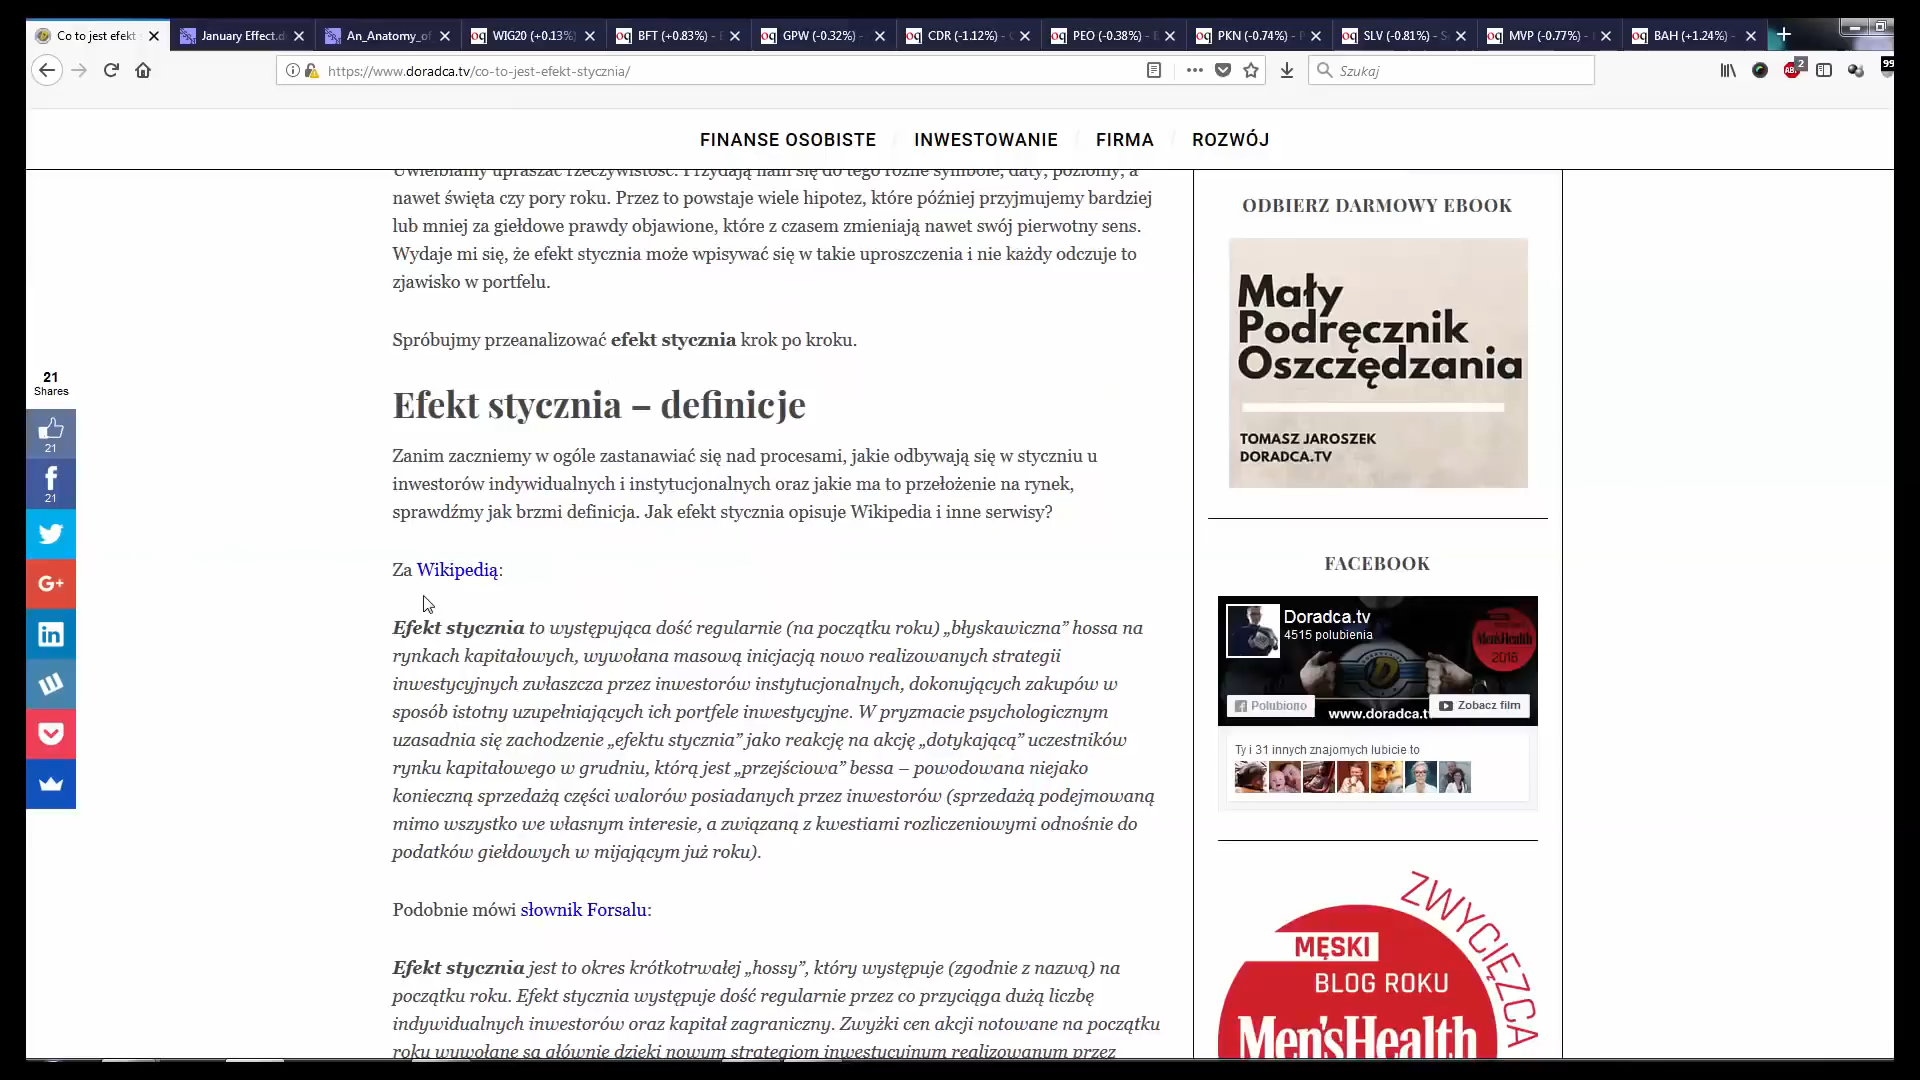 Co to jest efekt
January Effect.d
An_Anatomy_of
WIG20 (+0.13%)
BFT (+0.83%) -
GPW (-0.32%) -
CDR (-1.12%) -
PEO (-0.38%) -
PKN (-0.74%) -
SLV (-0.81%) -
MVP (-0.77%) -
BAH (+1.24%) -
https://www.doradca.tv/co-to-jest-efekt-stycznia/
Szukaj
2
99
FINANSE OSOBISTE / INWESTOWANIE / FIRMA / ROZWÓJ
Uwielbiamy upraszać rzeczywistość. Przydają nam się do tego różne symbole, daty, poziomy, a
nawet święta czy pory roku. Przez to powstaje wiele hipotez, które później przyjmujemy bardziej
lub mniej za giełdowe prawdy objawione, które z czasem zmieniają nawet swój pierwotny sens.
Wydaje mi się, że efekt stycznia może wpisywać się w takie uproszczenia i nie każdy odczuje to
zjawisko w portfelu.
Spróbujmy przeanalizować efekt stycznia krok po kroku.
Efekt stycznia – definicje
Zanim zaczniemy w ogóle zastanawiać się nad procesami, jakie odbywają się w styczniu u
inwestorów indywidualnych i instytucjonalnych oraz jakie ma to przełożenie na rynek,
sprawdźmy jak brzmi definicja. Jak efekt stycznia opisuje Wikipedia i inne serwisy?
Za Wikipedią:
Efekt stycznia to występująca dość regularnie (na początku roku) „błyskawiczna” hossa na
rynkach kapitałowych, wywołana masową inicjacją nowo realizowanych strategii
inwestycyjnych zwłaszcza przez inwestorów instytucjonalnych, dokonujących zakupów w
sposób istotny uzupełniających ich portfele inwestycyjne. W pryzmacie psychologicznym
uzasadnia się zachodzenie „efektu stycznia” jako reakcję na akcję „dotykającą” uczestników
rynku kapitałowego w grudniu, którą jest „przejściowa” bessa – powodowana niejako
konieczną sprzedażą części walorów posiadanych przez inwestorów (sprzedażą podejmowaną
mimo wszystko we własnym interesie, a związaną z kwestiami rozliczeniowymi odnośnie do
podatków giełdowych w mijającym już roku).
Podobnie mówi słownik Forsalu:
Efekt stycznia jest to okres krótkotrwałej „hossy”, który występuje (zgodnie z nazwą) na
początku roku. Efekt stycznia występuje dość regularnie przez co przyciąga dużą liczbę
indywidualnych inwestorów oraz kapitał zagraniczny. Zwyżki cen akcji notowane na początku
roku wywołane są głównie dzięki nowym strategiom inwestycyjnym realizowanym przez
21
Shares
21
21
ODBIERZ DARMOWY EBOOK
Mały
Podręcznik
Oszczędzania
TOMASZ JAROSZEK
DORADCA.TV
FACEBOOK
Doradca.tv
4515 polubienia
Men'sHealth
2016
Polubiono
www.doradca.t
Zobacz film
Ty i 31 innych znajomych lubicie to
ZWYCIĘZCA
MĘSKI
BLOG ROKU
Men'sHealth